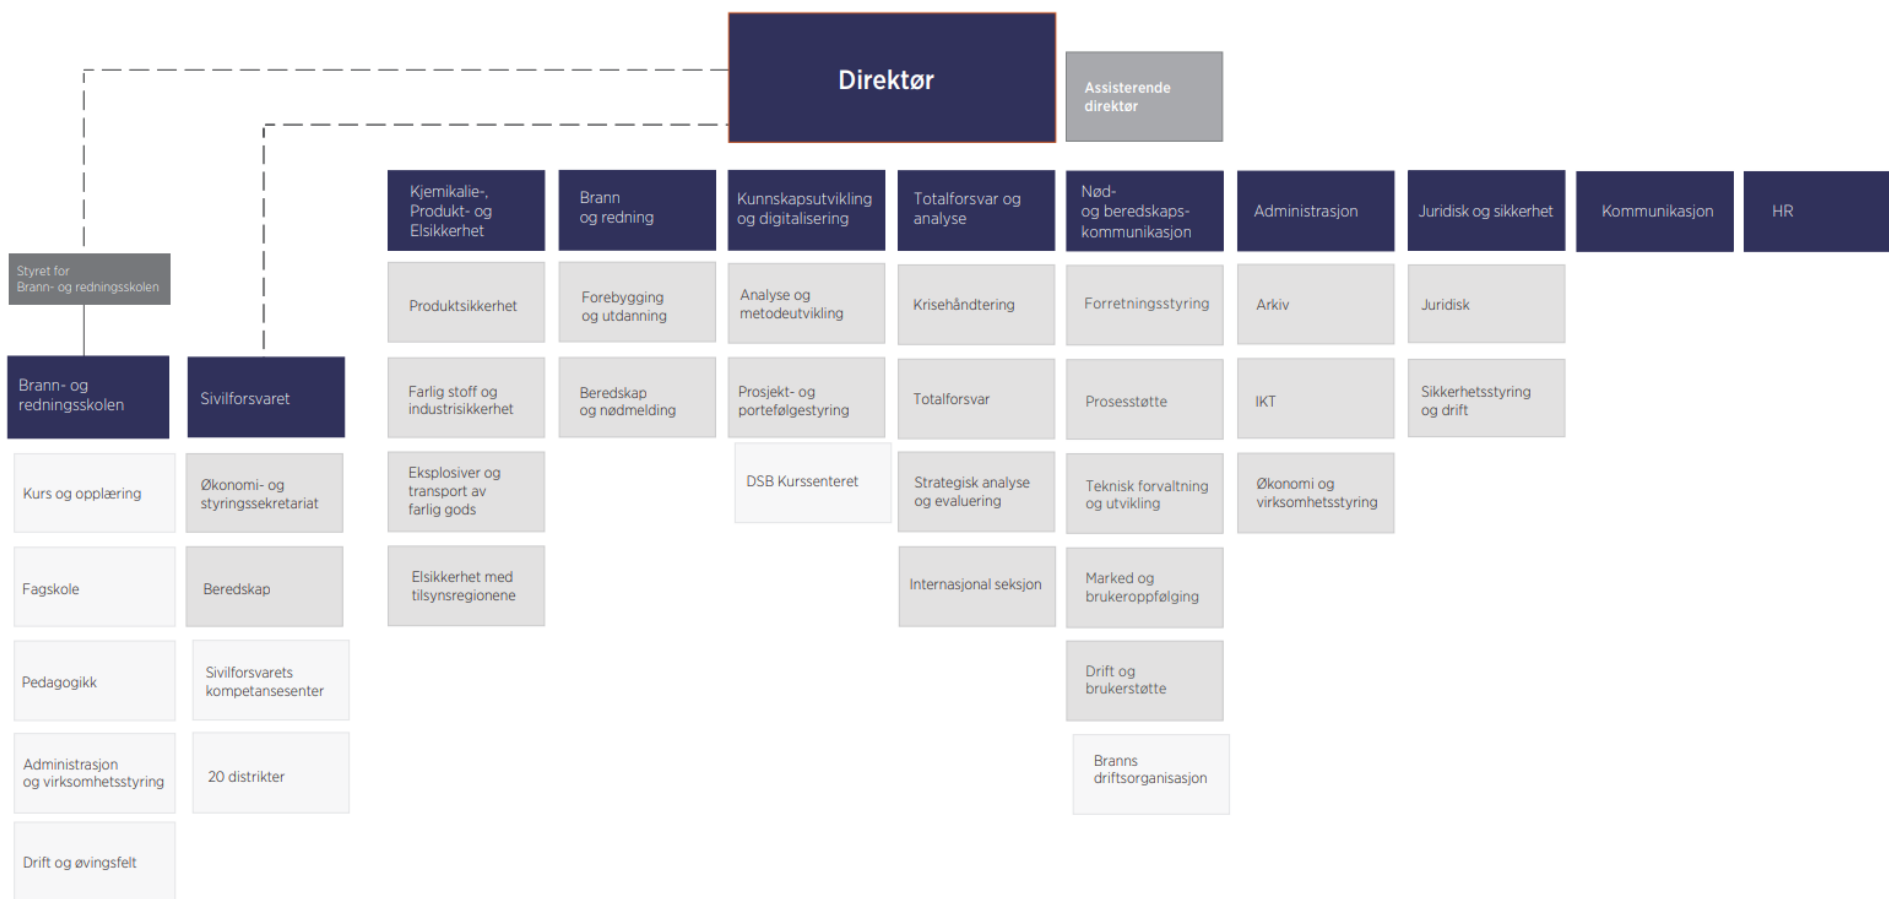 Direktør
Assisterende
direktør
Kjemikalie-,
Produkt- og
Elsikkerhet
Brann
og redning
Kunnskapsutvikling
og digitalisering
Totalforsvar og
analyse
Nød-
og beredskaps-
kommunikasjon
Administrasjon
Juridisk og sikkerhet
Kommunikasjon
HR
Styret for
Brann- og redningsskolen
Brann- og
redningsskolen
Kurs og opplæring
Fagskole
Pedagogikk
Administrasjon
og virksomhetsstyring
Drift og øvingsfelt
Sivilforsvaret
Økonomi- og
styringssekretariat
Beredskap
Sivilforsvarets
kompetansesenter
20 distrikter
Produktsikkerhet
Farlig stoff og
industrisikkerhet
Eksplosiver og
transport av
farlig gods
Elsikkerhet med
tilsynsregionene
Forebygging
og utdanning
Beredskap
og nødmelding
Analyse og
metodeutvikling
Prosjekt- og
portefølgestyring
DSB Kurssenteret
Krisehåndtering
Totalforsvar
Strategisk analyse
og evaluering
Internasjonal seksjon
Forretningsstyring
Prosesstøtte
Teknisk forvaltning
og utvikling
Marked og
brukeroppfølging
Drift og
brukerstøtte
Branns
driftsorganisasjon
Arkiv
IKT
Økonomi og
virksomhetsstyring
Juridisk
Sikkerhetsstyring
og drift